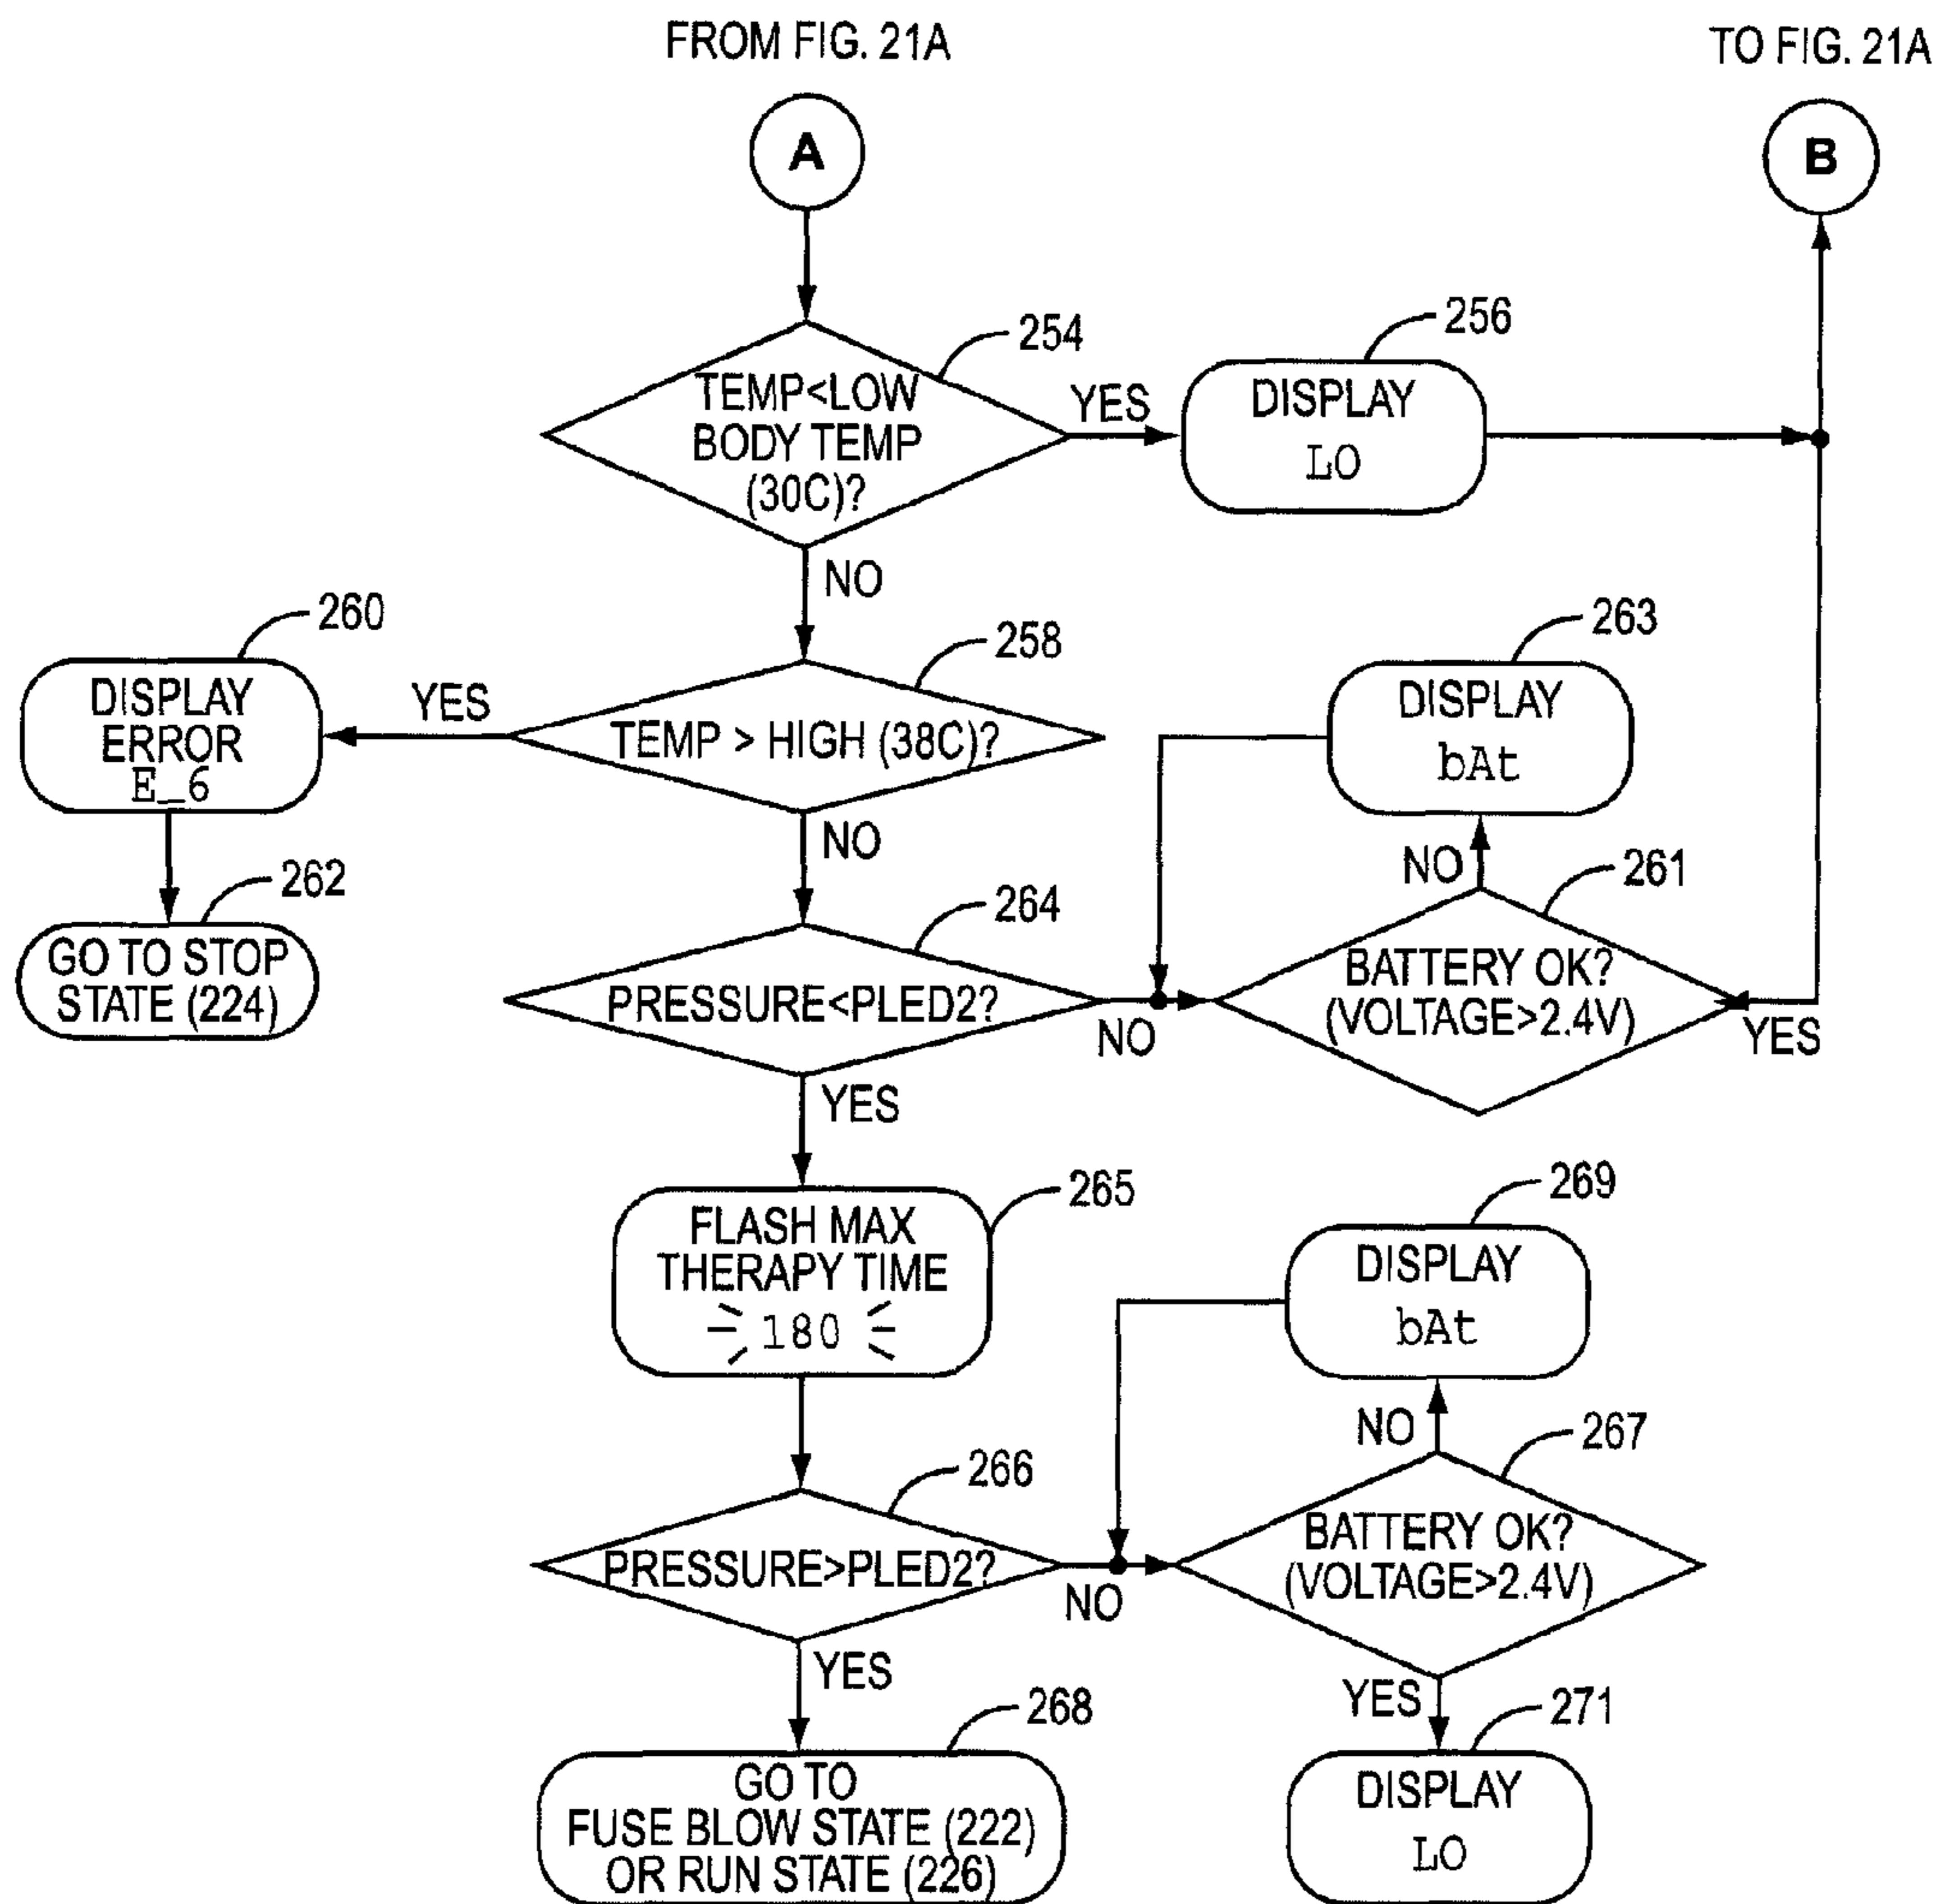 FROM FIG. 21A
TO FIG. 21A
A
B
254
TEMP<LOW
BODY TEMP
(30C)?
YES
256
DISPLAY
LO
NO
260
DISPLAY
ERROR
E_6
YES
258
TEMP > HIGH (38C)?
263
DISPLAY
bAt
NO
262
GO TO STOP
STATE (224)
264
PRESSURE<PLED2?
NO
NO
261
BATTERY OK?
(VOLTAGE>2.4V)
YES
YES
265
FLASH MAX
THERAPY TIME
180
269
DISPLAY
bAt
266
PRESSURE>PLED2?
NO
NO
267
BATTERY OK?
(VOLTAGE>2.4V)
YES
268
GO TO
FUSE BLOW STATE (222)
OR RUN STATE (226)
YES
271
DISPLAY
LO